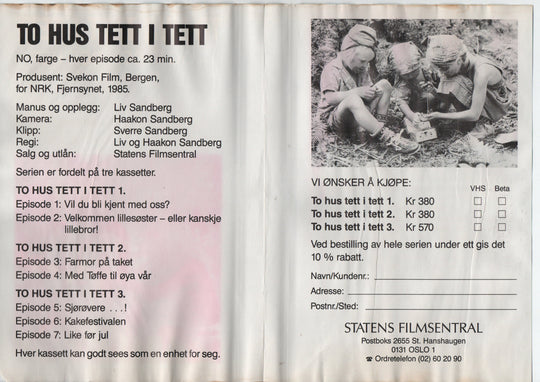 TO HUS TETT I TETT
NO, farge – hver episode ca. 23 min.
Produsent: Svekon Film, Bergen,
for NRK, Fjernsynet, 1985.
Manus og opplegg: Liv Sandberg
Kamera: Haakon Sandberg
Klipp: Sverre Sandberg
Regi: Liv og Haakon Sandberg
Salg og utlån: Statens Filmsentral
Serien er fordelt på tre kassetter.
TO HUS TETT I TETT 1.
Episode 1: Vil du bli kjent med oss?
Episode 2: Velkommen lillesøster – eller kanskje
lillebror!
TO HUS TETT I TETT 2.
Episode 3: Farmor på taket
Episode 4: Med Tøffe til øya vår
TO HUS TETT I TETT 3.
Episode 5: Sjørøvere . . .!
Episode 6: Kakefestivalen
Episode 7: Like før jul
Hver kassett kan godt sees som en enhet for seg.
VI ØNSKER Å KJØPE: VHS Beta
To hus tett i tett 1. Kr 380
To hus tett i tett 2. Kr 380
To hus tett i tett 3. Kr 570
Ved bestilling av hele serien under ett gis det
10 % rabatt.
Navn/Kundenr.:
Adresse:
Postnr./Sted:
STATENS FILMSENTRAL
Postboks 2655 St. Hanshaugen
0131 OSLO 1
☎ Ordretelefon (02) 60 20 90